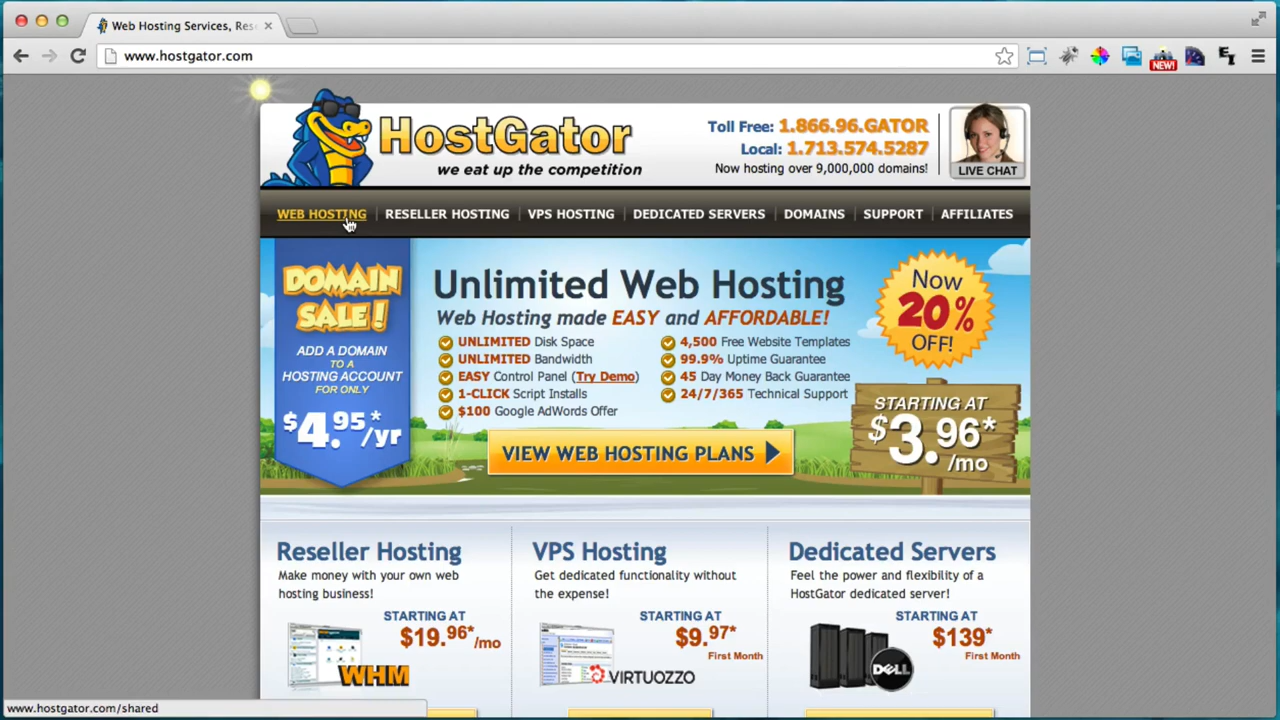 Web Hosting Services, Res
www.hostgator.com
NEW!
HostGator
we eat up the competition
Toll Free: 1.866.96.GATOR
Local: 1.713.574.5287
Now hosting over 9,000,000 domains!
LIVE CHAT
WEB HOSTING
RESELLER HOSTING
VPS HOSTING
DEDICATED SERVERS
DOMAINS
SUPPORT
AFFILIATES
DOMAIN
SALE!
ADD A DOMAIN
TO A
HOSTING ACCOUNT
FOR ONLY
$4.95*/yr
Unlimited Web Hosting
Web Hosting made EASY and AFFORDABLE!
UNLIMITED Disk Space
UNLIMITED Bandwidth
EASY Control Panel (Try Demo)
1-CLICK Script Installs
$100 Google AdWords Offer
4,500 Free Website Templates
99.9% Uptime Guarantee
45 Day Money Back Guarantee
24/7/365 Technical Support
VIEW WEB HOSTING PLANS
Now
20%
OFF!
STARTING AT
$3.96*
/mo
Reseller Hosting
Make money with your own web
hosting business!
STARTING AT
$19.96*/mo
WHM
VPS Hosting
Get dedicated functionality without
the expense!
STARTING AT
$9.97*
First Month
VIRTUOZZO
Dedicated Servers
Feel the power and flexibility of a
HostGator dedicated server!
STARTING AT
$139*
First Month
DELL
www.hostgator.com/shared